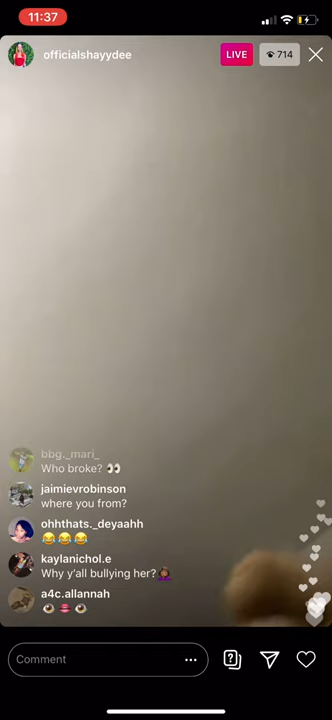 11:37
officialshayydee
LIVE
714
bbg._mari_
Who broke? 👀
jaimievrobinson
where you from?
ohhthats._deyaahh
😂😂😂
kaylanichol.e
Why y'all bullying her?🤦🏾‍♀️
a4c.allannah
👁️👄👁️
Comment